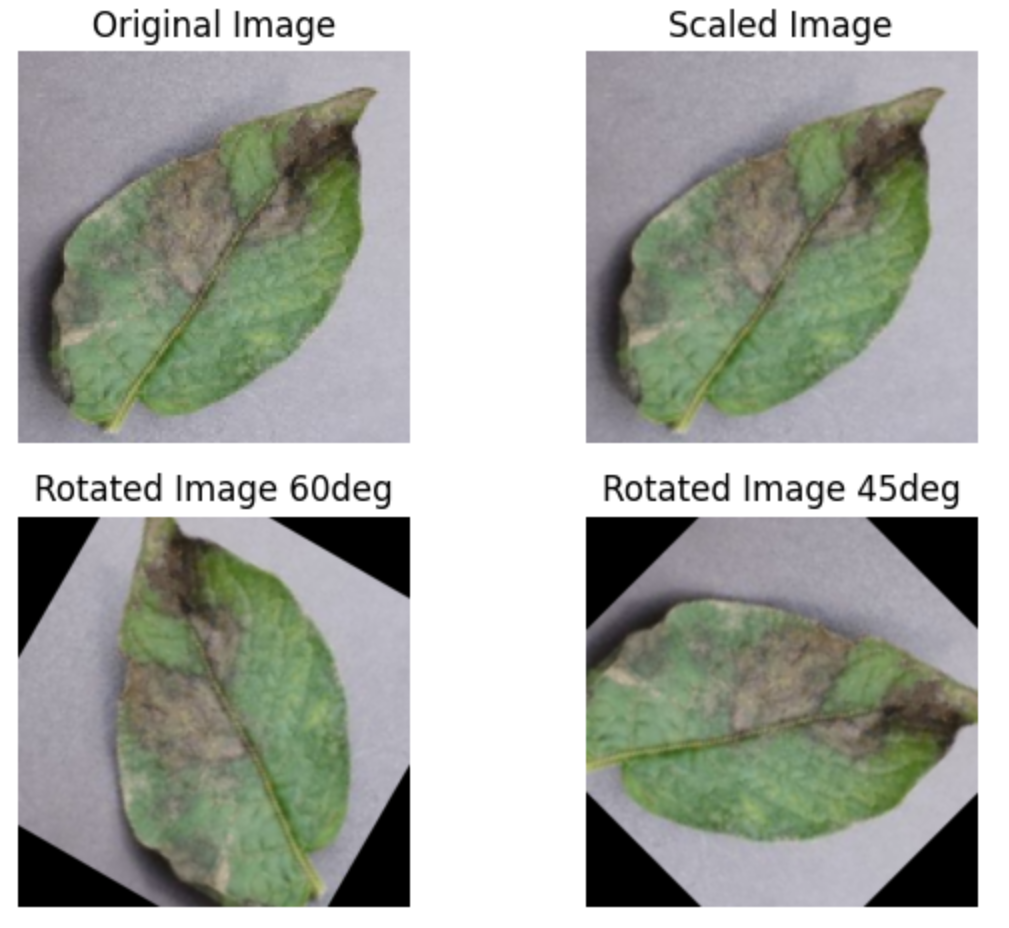 Original Image
Scaled Image
Rotated Image 60deg
Rotated Image 45deg